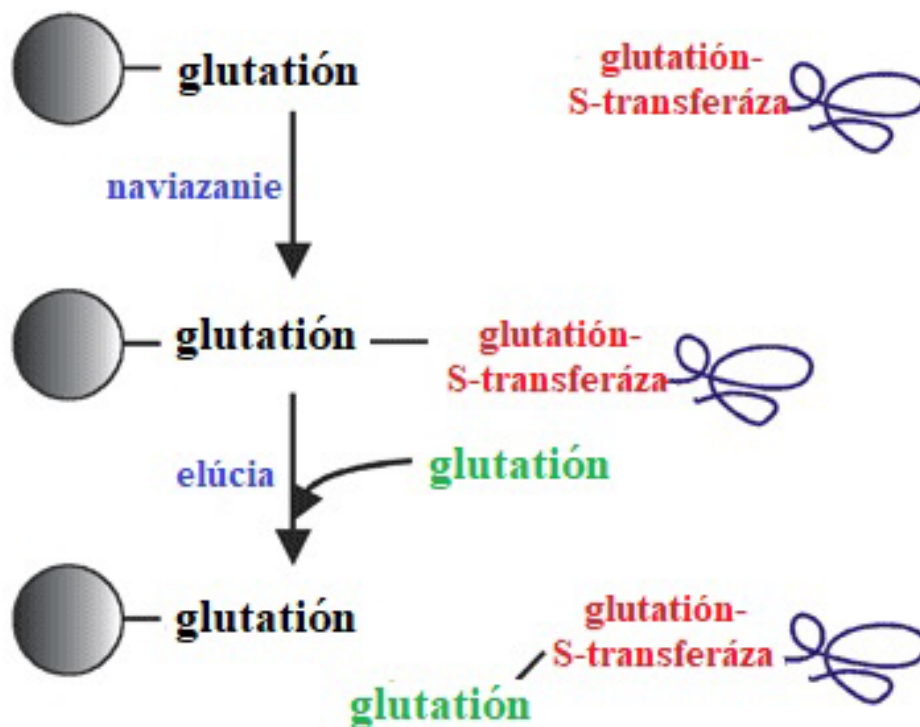 glutatión
glutatión-
S-transferáza
naviazanie
glutatión
glutatión-
S-transferáza
elúcia
glutatión
glutatión
glutatión-
S-transferáza
glutatión